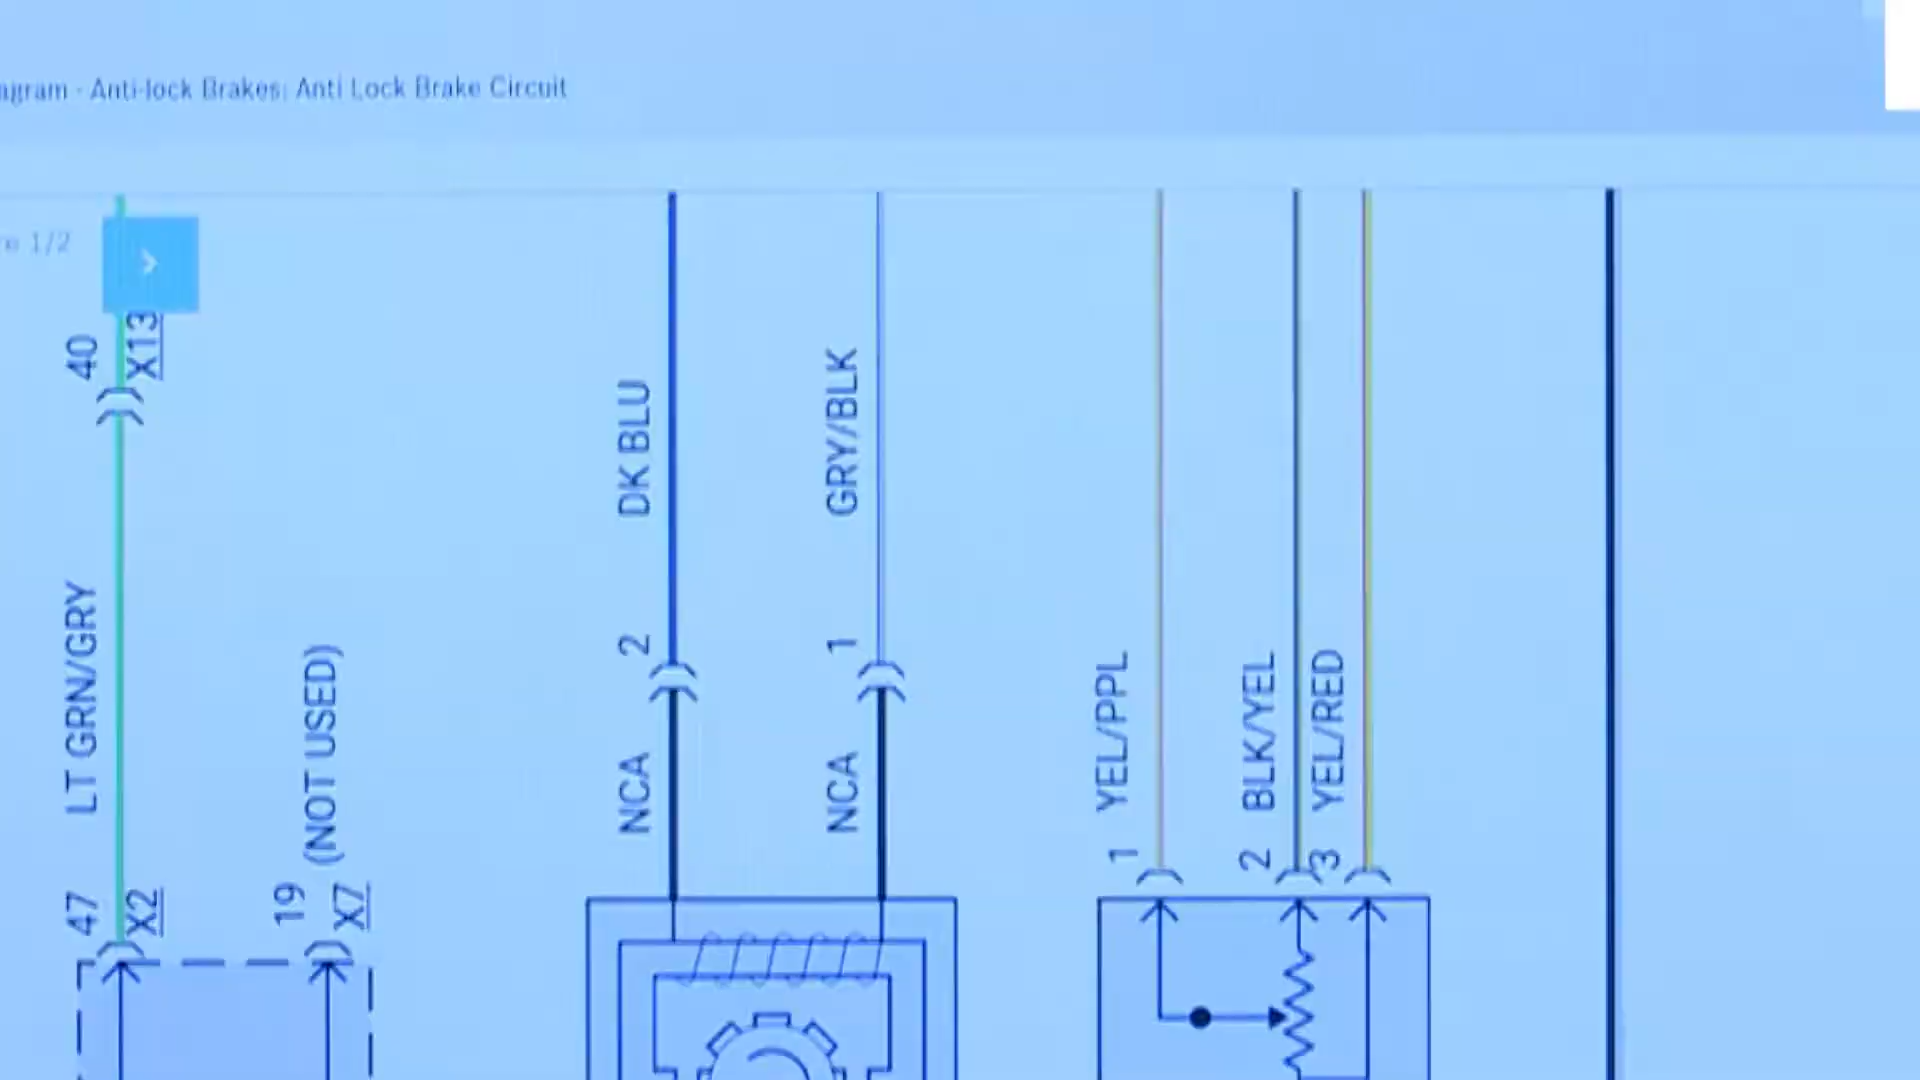 agram - Anti-lock Brakes: Anti Lock Brake Circuit
1/2
40
X13
LT GRN/GRY
47
X2
19
X7
(NOT USED)
DK BLU
2
NCA
GRY/BLK
1
NCA
YEL/PPL
1
BLK/YEL
2
YEL/RED
3